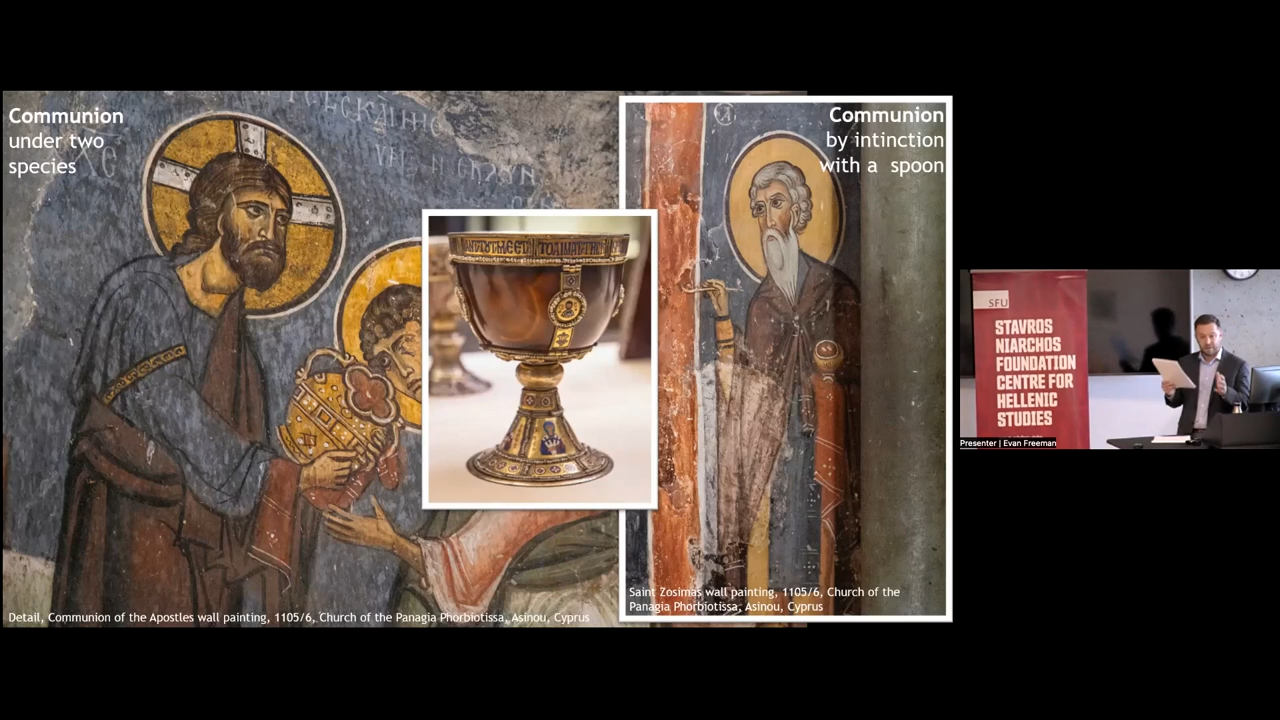 Communion
under two
species
Communion
by intinction
with a spoon
Detail, Communion of the Apostles wall painting, 1105/6, Church of the Panagia Phorbiotissa, Asinou, Cyprus
Saint Zosimas wall painting, 1105/6, Church of the
Panagia Phorbiotissa, Asinou, Cyprus
SFU
STAVROS
NIARCHOS
FOUNDATION
CENTRE FOR
HELLENIC
STUDIES
Presenter | Evan Freeman